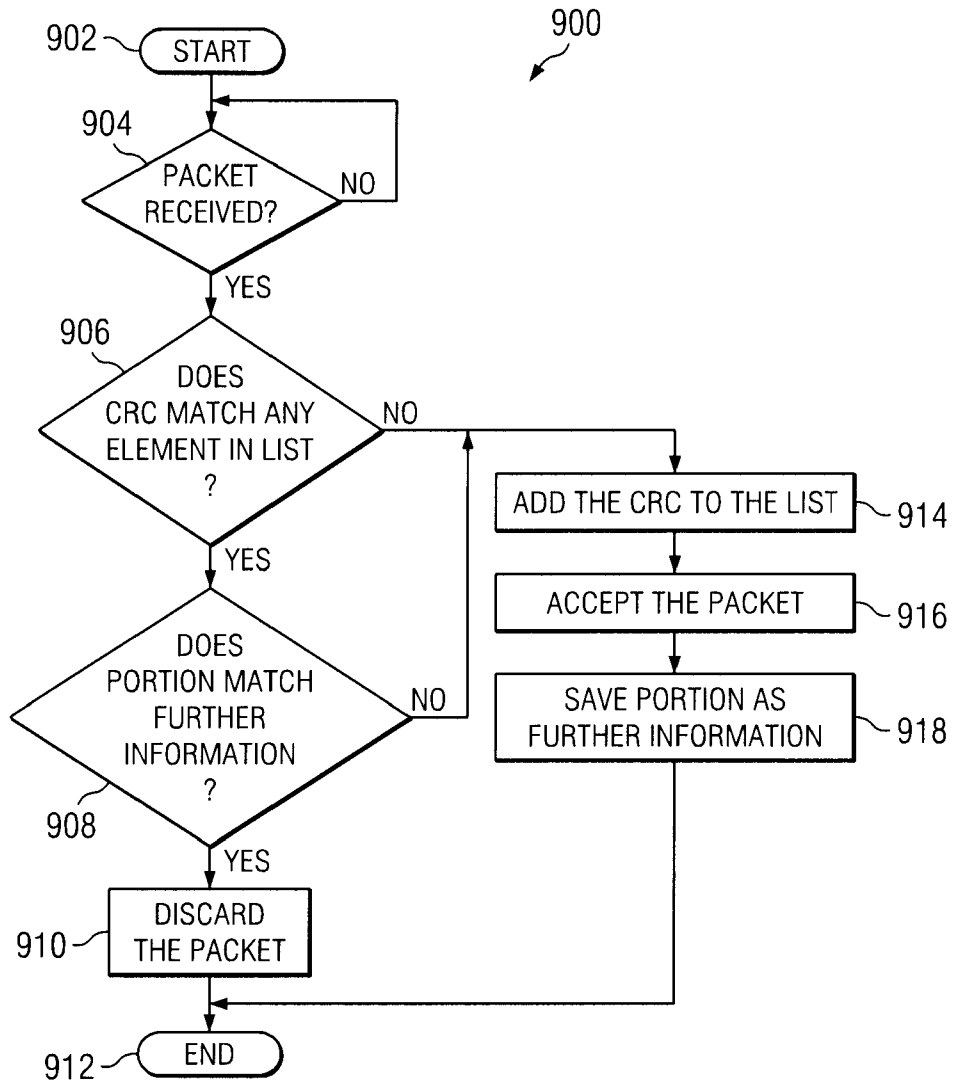 900
902
START
904
PACKET
RECEIVED?
NO
YES
906
DOES
CRC MATCH ANY
ELEMENT IN LIST
?
NO
YES
ADD THE CRC TO THE LIST
914
ACCEPT THE PACKET
916
SAVE PORTION AS
FURTHER INFORMATION
918
DOES
PORTION MATCH
FURTHER
INFORMATION
?
NO
908
YES
910
DISCARD
THE PACKET
912
END